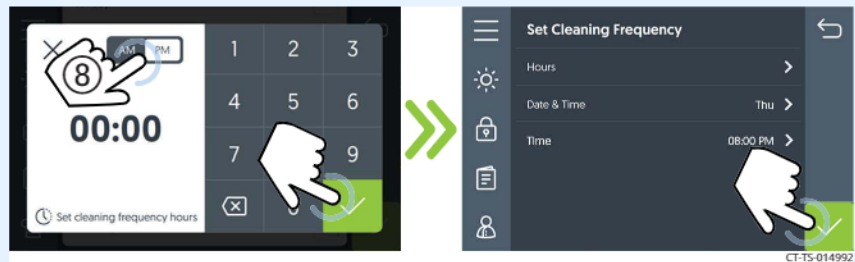 AM PM
1 2 3
8
4 5 6
00:00
7 9
Set cleaning frequency hours
Set Cleaning Frequency
Hours
Date & Time Thu
Time 08:00 PM
CT-TS-014992